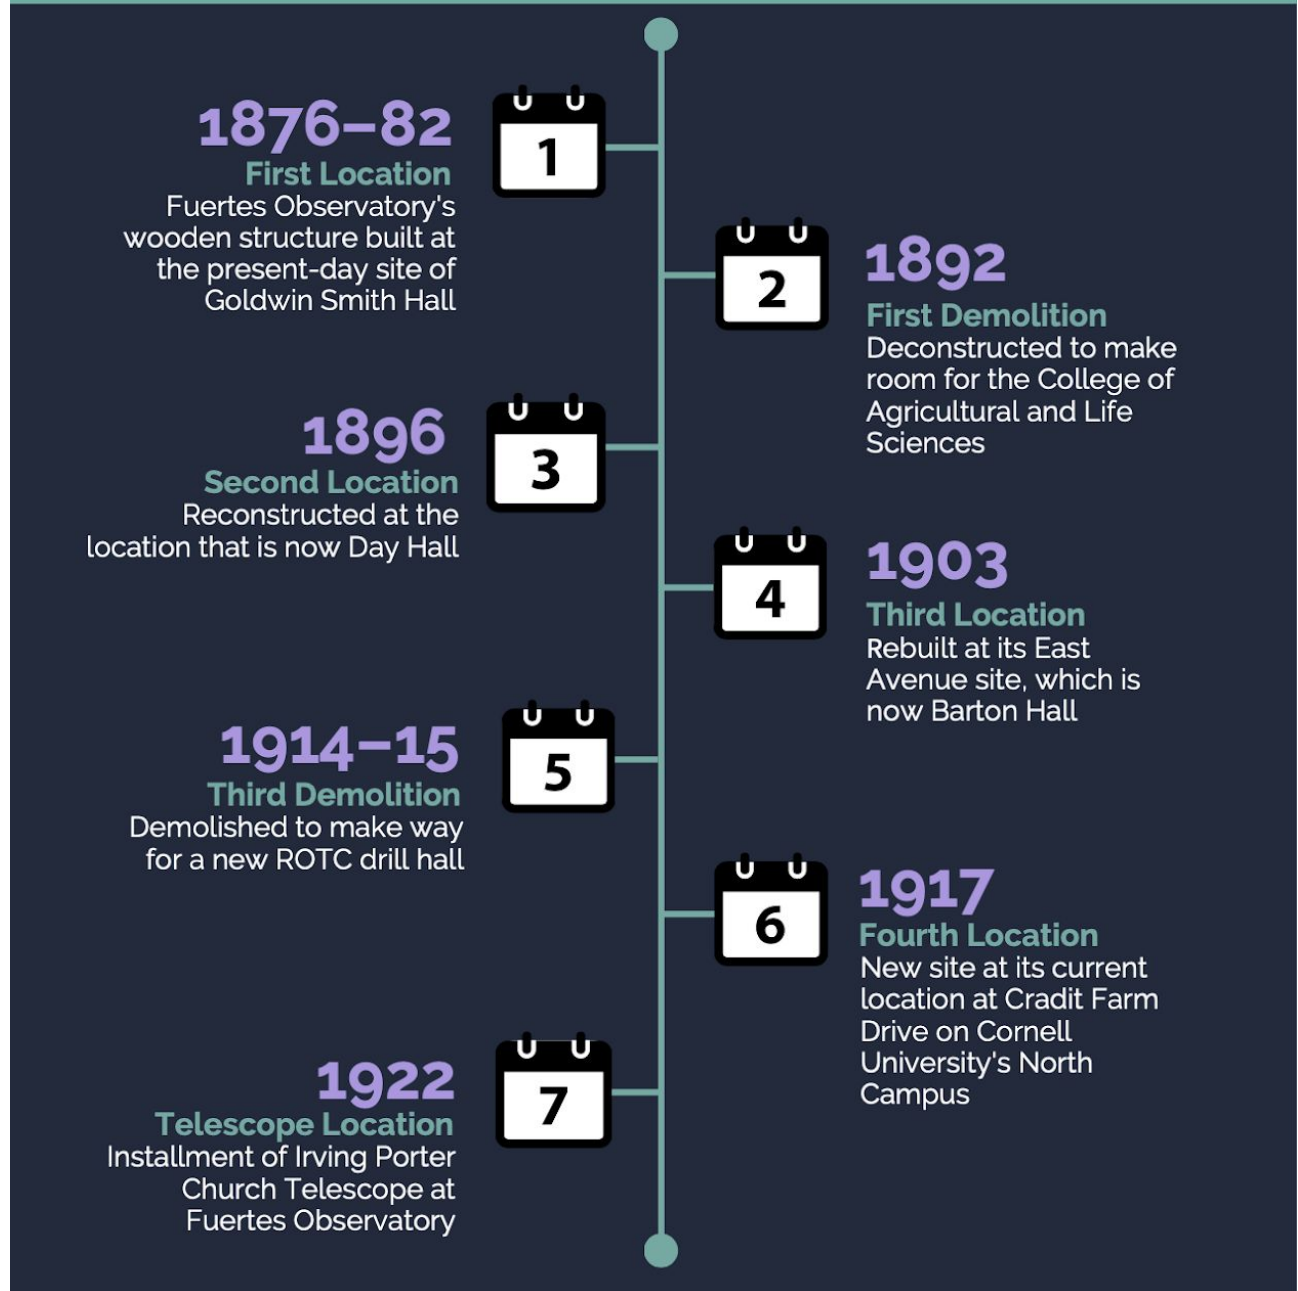 1
1876–82
First Location
Fuertes Observatory's
wooden structure built at
the present-day site of
Goldwin Smith Hall
2
1892
First Demolition
Deconstructed to make
room for the College of
Agricultural and Life
Sciences
3
1896
Second Location
Reconstructed at the
location that is now Day Hall
4
1903
Third Location
Rebuilt at its East
Avenue site, which is
now Barton Hall
5
1914–15
Third Demolition
Demolished to make way
for a new ROTC drill hall
6
1917
Fourth Location
New site at its current
location at Cradit Farm
Drive on Cornell
University's North
Campus
7
1922
Telescope Location
Installment of Irving Porter
Church Telescope at
Fuertes Observatory